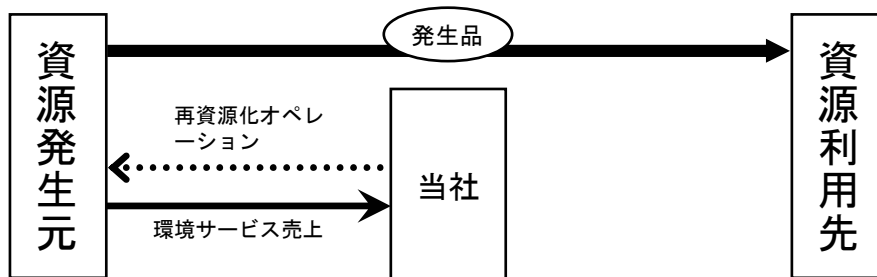 発生品
資源発生元
再資源化オペレ
ーション
環境サービス売上
当社
資源利用先